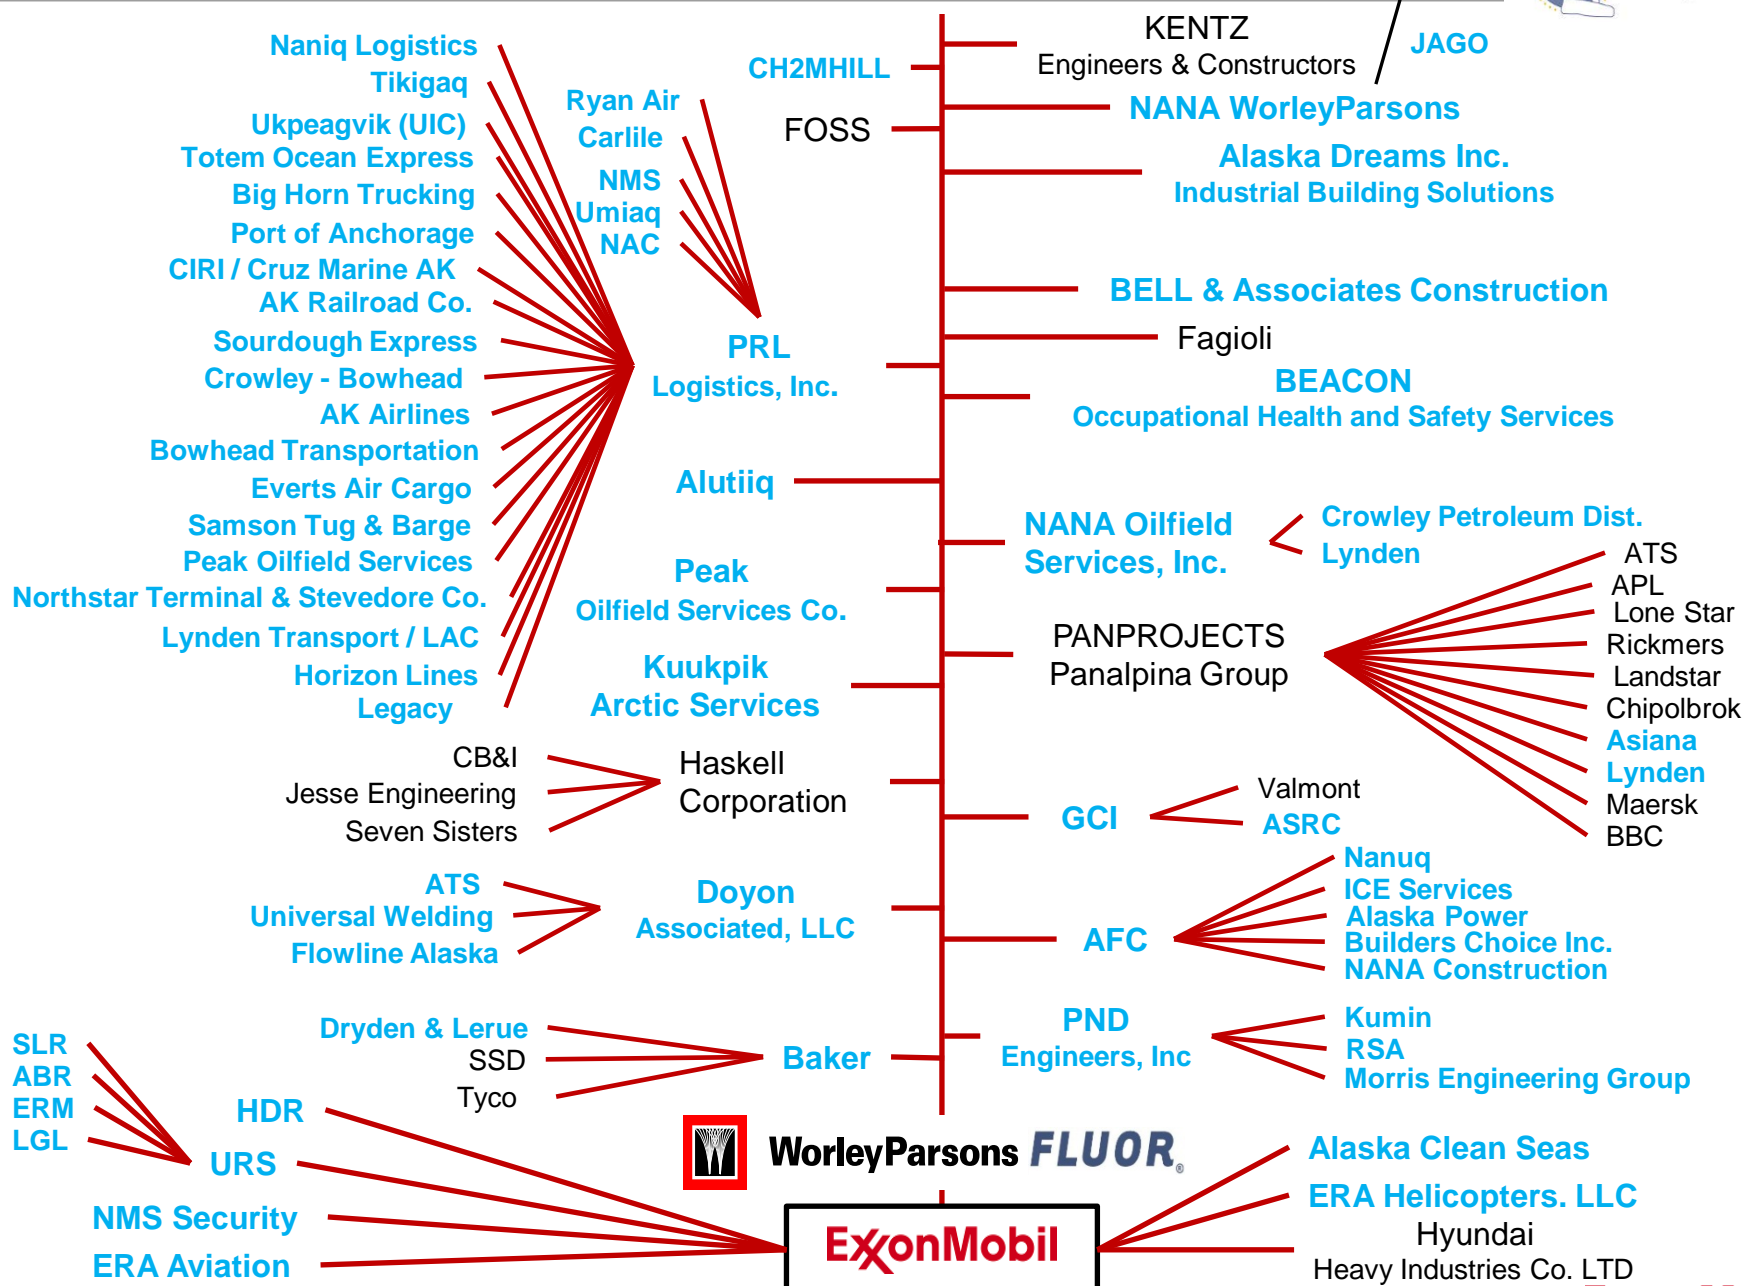 KENTZ
Engineers & Constructors
JAGO
CH2MHILL
FOSS
NANA WorleyParsons
Alaska Dreams Inc.
Industrial Building Solutions
Naniq Logistics
Tikigaq
Ukpeagvik (UIC)
Totem Ocean Express
Big Horn Trucking
Port of Anchorage
CIRI / Cruz Marine AK
AK Railroad Co.
Sourdough Express
Crowley - Bowhead
AK Airlines
Bowhead Transportation
Everts Air Cargo
Samson Tug & Barge
Peak Oilfield Services
Northstar Terminal & Stevedore Co.
Lynden Transport / LAC
Horizon Lines
Legacy
Ryan Air
Carlile
NMS
Umiaq
NAC
PRL
Logistics, Inc.
BELL & Associates Construction
Fagioli
BEACON
Occupational Health and Safety Services
Alutiiq
NANA Oilfield
Services, Inc.
Crowley Petroleum Dist.
Lynden
Peak
Oilfield Services Co.
PANPROJECTS
Panalpina Group
ATS
APL
Lone Star
Rickmers
Landstar
Chipolbrok
Asiana
Lynden
Maersk
BBC
Kuukpik
Arctic Services
CB&I
Jesse Engineering
Seven Sisters
Haskell
Corporation
GCI
Valmont
ASRC
ATS
Universal Welding
Flowline Alaska
Doyon
Associated, LLC
AFC
Nanuq
ICE Services
Alaska Power
Builders Choice Inc.
NANA Construction
Dryden & Lerue
SSD
Tyco
Baker
PND
Engineers, Inc
Kumin
RSA
Morris Engineering Group
SLR
ABR
ERM
LGL
HDR
URS
NMS Security
ERA Aviation
WorleyParsons
FLUOR®
ExxonMobil
Alaska Clean Seas
ERA Helicopters. LLC
Hyundai
Heavy Industries Co. LTD